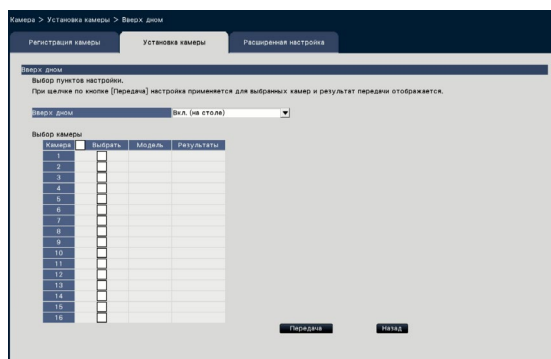 Камера > Установка камеры > Вверх дном
Регистрация камеры Установка камеры Расширенная настройка
Вверх дном
Выбор пунктов настройки.
При щелчке по кнопке [Передача] настройка применяется для выбранных камер и результат передачи отображается.
Вверх дном Вкл. (на столе)
Выбор камеры
Камера Выбрать Модель Результаты
1
2
3
4
5
6
7
8
9
10
11
12
13
14
15
16
Передача Назад